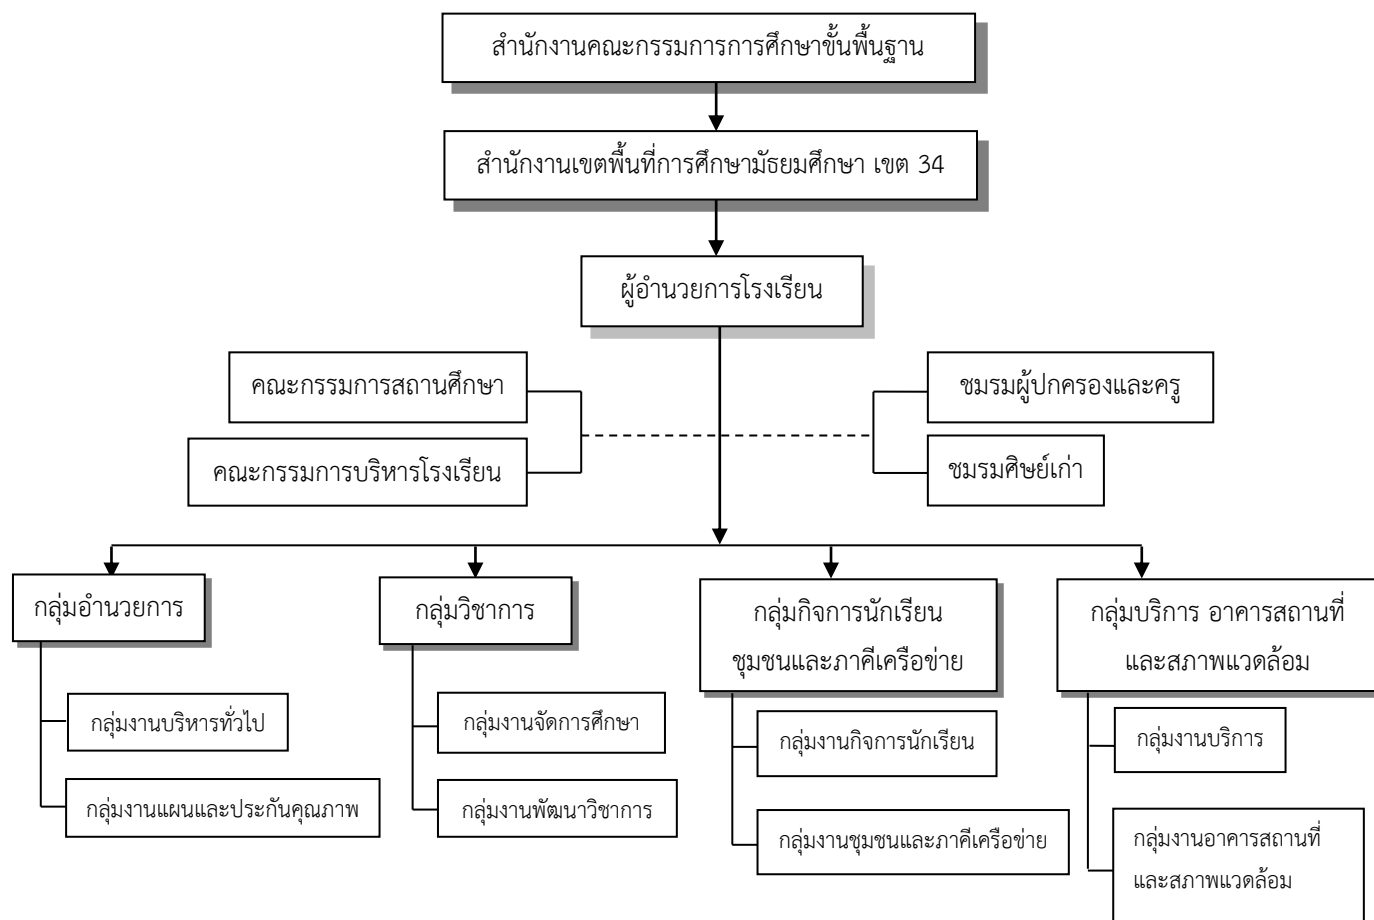 สำนักงานคณะกรรมการการศึกษาขั้นพื้นฐาน
สำนักงานเขตพื้นที่การศึกษามัธยมศึกษา เขต 34
ผู้อำนวยการโรงเรียน
คณะกรรมการสถานศึกษา
คณะกรรมการบริหารโรงเรียน
ชมรมผู้ปกครองและครู
ชมรมศิษย์เก่า
กลุ่มอำนวยการ
กลุ่มงานบริหารทั่วไป
กลุ่มงานแผนและประกันคุณภาพ
กลุ่มวิชาการ
กลุ่มงานจัดการศึกษา
กลุ่มงานพัฒนาวิชาการ
กลุ่มกิจการนักเรียน
ชุมชนและภาคีเครือข่าย
กลุ่มงานกิจการนักเรียน
กลุ่มงานชุมชนและภาคีเครือข่าย
กลุ่มบริการ อาคารสถานที่
และสภาพแวดล้อม
กลุ่มงานบริการ
กลุ่มงานอาคารสถานที่
และสภาพแวดล้อม